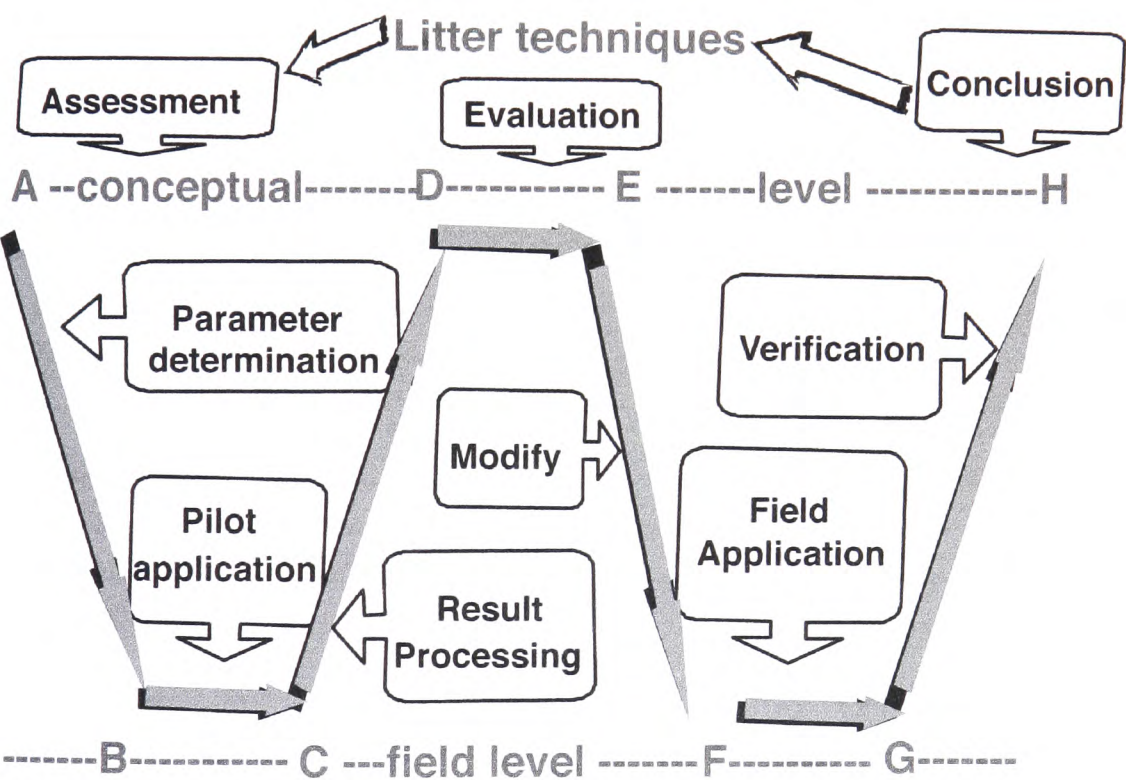 Litter techniques
Assessment
Evaluation
Conclusion
A --conceptual--------D----------- E -------level ------------H
Parameter
determination
Verification
Modify
Pilot
application
Field
Application
Result
Processing
-------B----------- C ---field level -------F---------- G-------